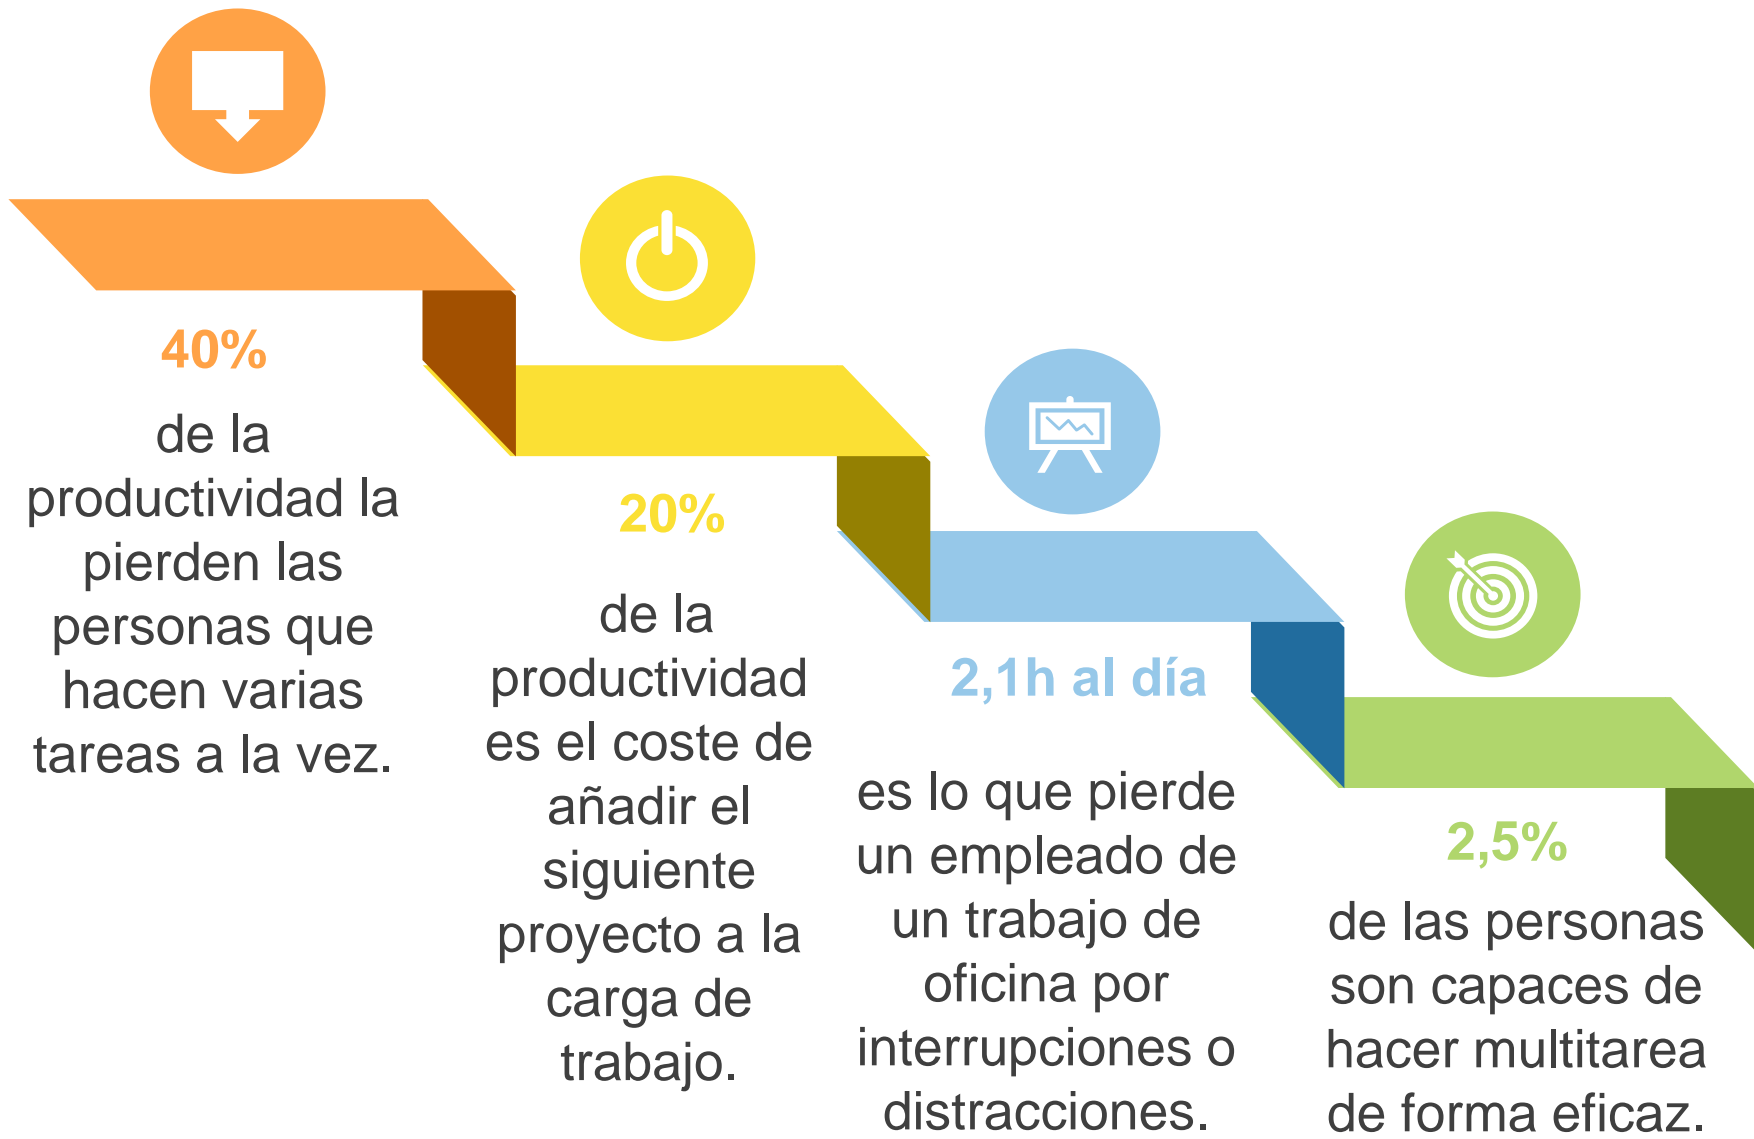 40%
de la
productividad la
pierden las
personas que
hacen varias
tareas a la vez.
20%
de la
productividad
es el coste de
añadir el
siguiente
proyecto a la
carga de
trabajo.
2,1h al día
es lo que pierde
un empleado de
un trabajo de
oficina por
interrupciones o
distracciones.
2,5%
de las personas
son capaces de
hacer multitarea
de forma eficaz.